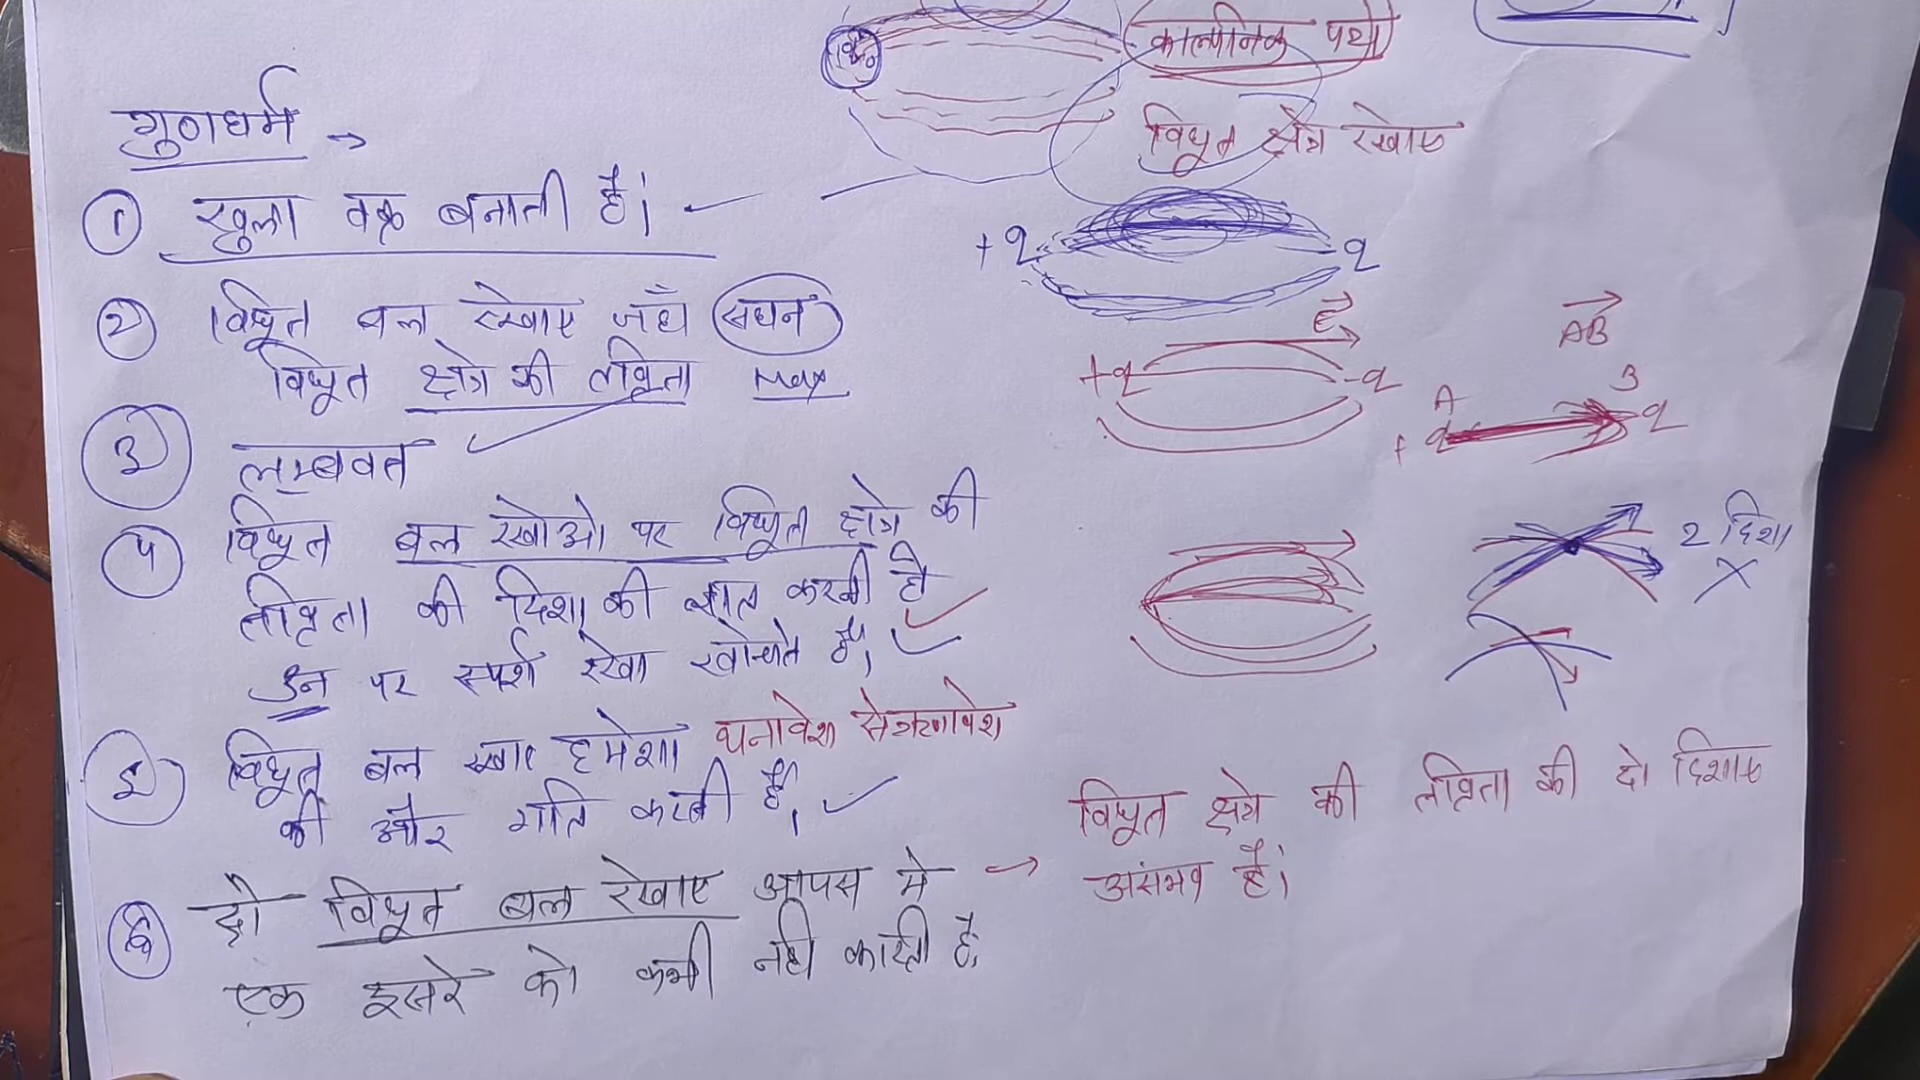 काल्पनिक पथ
विधुत क्षेत्र रेखाए
गुणधर्म →
① खुला वक्र बनाती है।
+q -q
② विधुत बल रेखाए जहाँ सघन
विधुत क्षेत्र की तीव्रता Max
E
+q -q
AB
A B
+q -q
③ लम्बवत
④ विधुत बल रेखाओ पर विधुत क्षेत्र की
तीव्रता की दिशा की ज्ञात करनी है
उन पर स्पर्श रेखा खींचते हैं।
2 दिशा
X
⑤ विधुत बल रेखाए हमेशा धनावेश से ऋणावेश
की और गति करती हैं।
⑥ दो विधुत बल रेखाए आपस मे →
एक दूसरे को कभी नही काटती है।
विधुत क्षेत्र की तीव्रता की दो दिशाए
असंभव है।